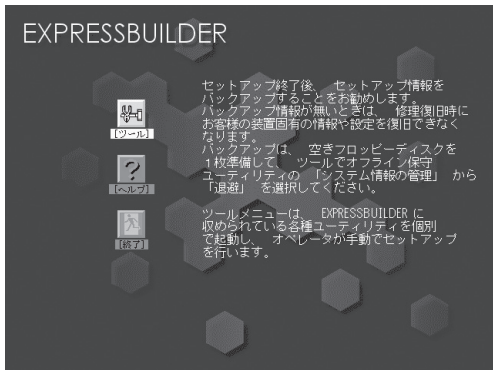 EXPRESSBUILDER
セットアップ終了後、 セットアップ情報を
バックアップすることをお勧めします。
バックアップ情報が無いときは、 修理復旧時に
お客様の装置固有の情報や設定を復旧できなく
なります。
バックアップは、 空きフロッピーディスクを
１枚準備して、 ツールでオフライン保守
ユーティリティの 「システム情報の管理」 から
「退避」 を選択してください。
[ツール]
[ヘルプ]
ツールメニューは、 EXPRESSBUILDER に
収められている各種ユーティリティを個別
で起動し、 オペレータが手動でセットアップ
を行います。
[終了]